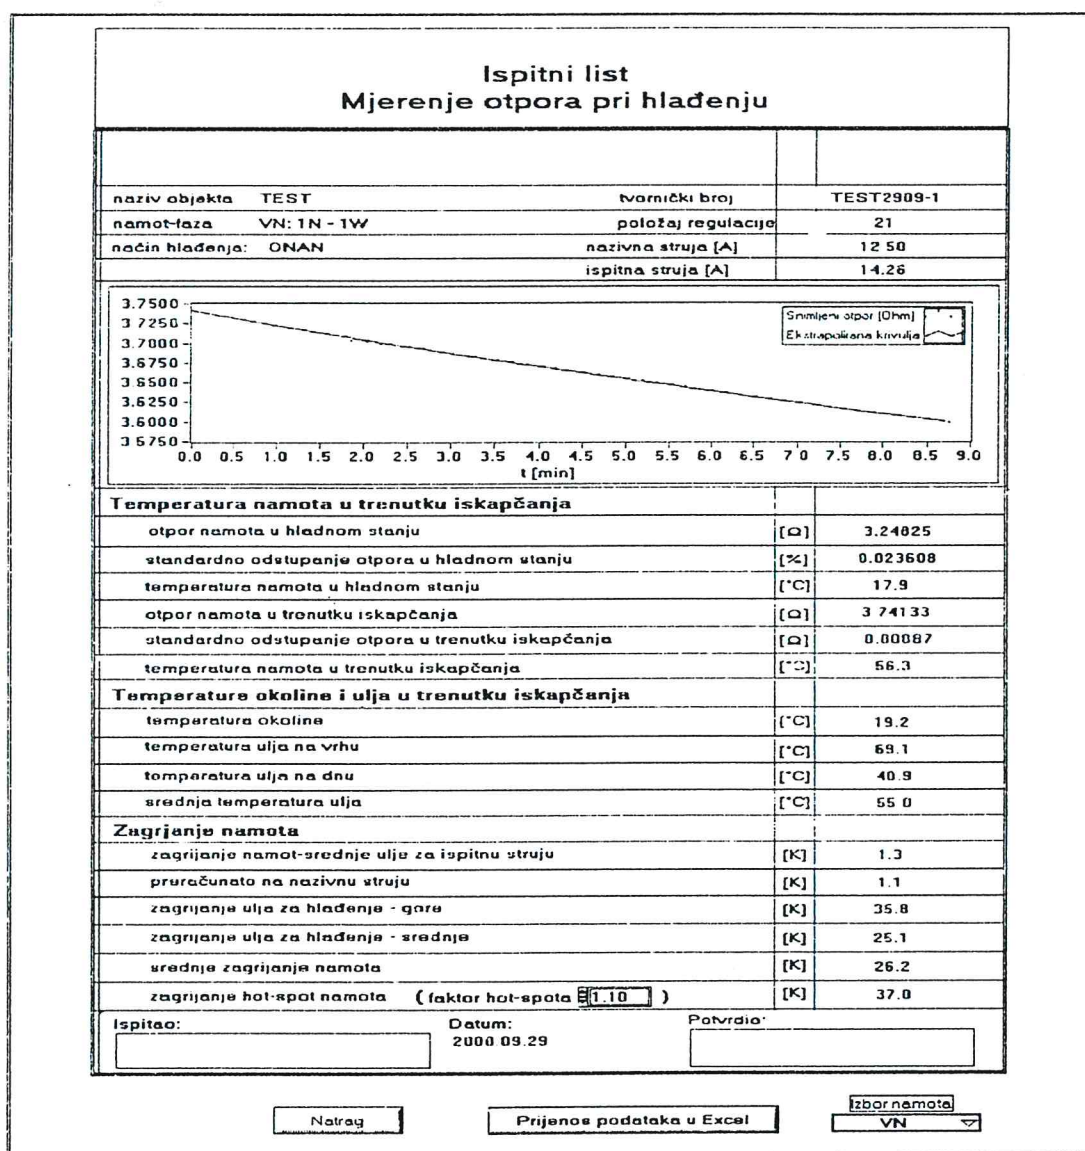 Ispitni list
Mjerenje otpora pri hlađenju
naziv objekta TEST tvornički broj TEST2909-1
namot-faza VN: 1N - 1W položaj regulacije 21
način hlađenja: ONAN nazivna struja [A] 12.50
ispitna struja [A] 14.26
3.7500
3.7250
3.7000
3.6750
3.6500
3.6250
3.6000
3.5750
Snimljeni otpor [Ohm]
Ekstrapolirana krivulja
0.0 0.5 1.0 1.5 2.0 2.5 3.0 3.5 4.0 4.5 5.0 5.5 6.0 6.5 7.0 7.5 8.0 8.5 9.0
t [min]
Temperatura namota u trenutku iskapčanja
otpor namota u hladnom stanju [Ω] 3.24825
standardno odstupanje otpora u hladnom stanju [%] 0.023608
temperatura namota u hladnom stanju [°C] 17.9
otpor namota u trenutku iskapčanja [Ω] 3.74133
standardno odstupanje otpora u trenutku iskapčanja [Ω] 0.00087
temperatura namota u trenutku iskapčanja [°C] 56.3
Temperature okoline i ulja u trenutku iskapčanja
temperatura okoline [°C] 19.2
temperatura ulja na vrhu [°C] 69.1
temperatura ulja na dnu [°C] 40.9
srednja temperatura ulja [°C] 55.0
Zagrjanje namota
zagrijanje namot-srednje ulje za ispitnu struju [K] 1.3
preračunato na nazivnu struju [K] 1.1
zagrijanje ulja za hlađenje - gore [K] 35.8
zagrijanje ulja za hlađenje - srednje [K] 25.1
srednje zagrijanje namota [K] 26.2
zagrijanje hot-spot namota ( faktor hot-spota 1.10 ) [K] 37.0
Ispitao: Datum: Potvrdio:
2000.09.29
Natrag
Prijenos podataka u Excel
Izbor namota
VN